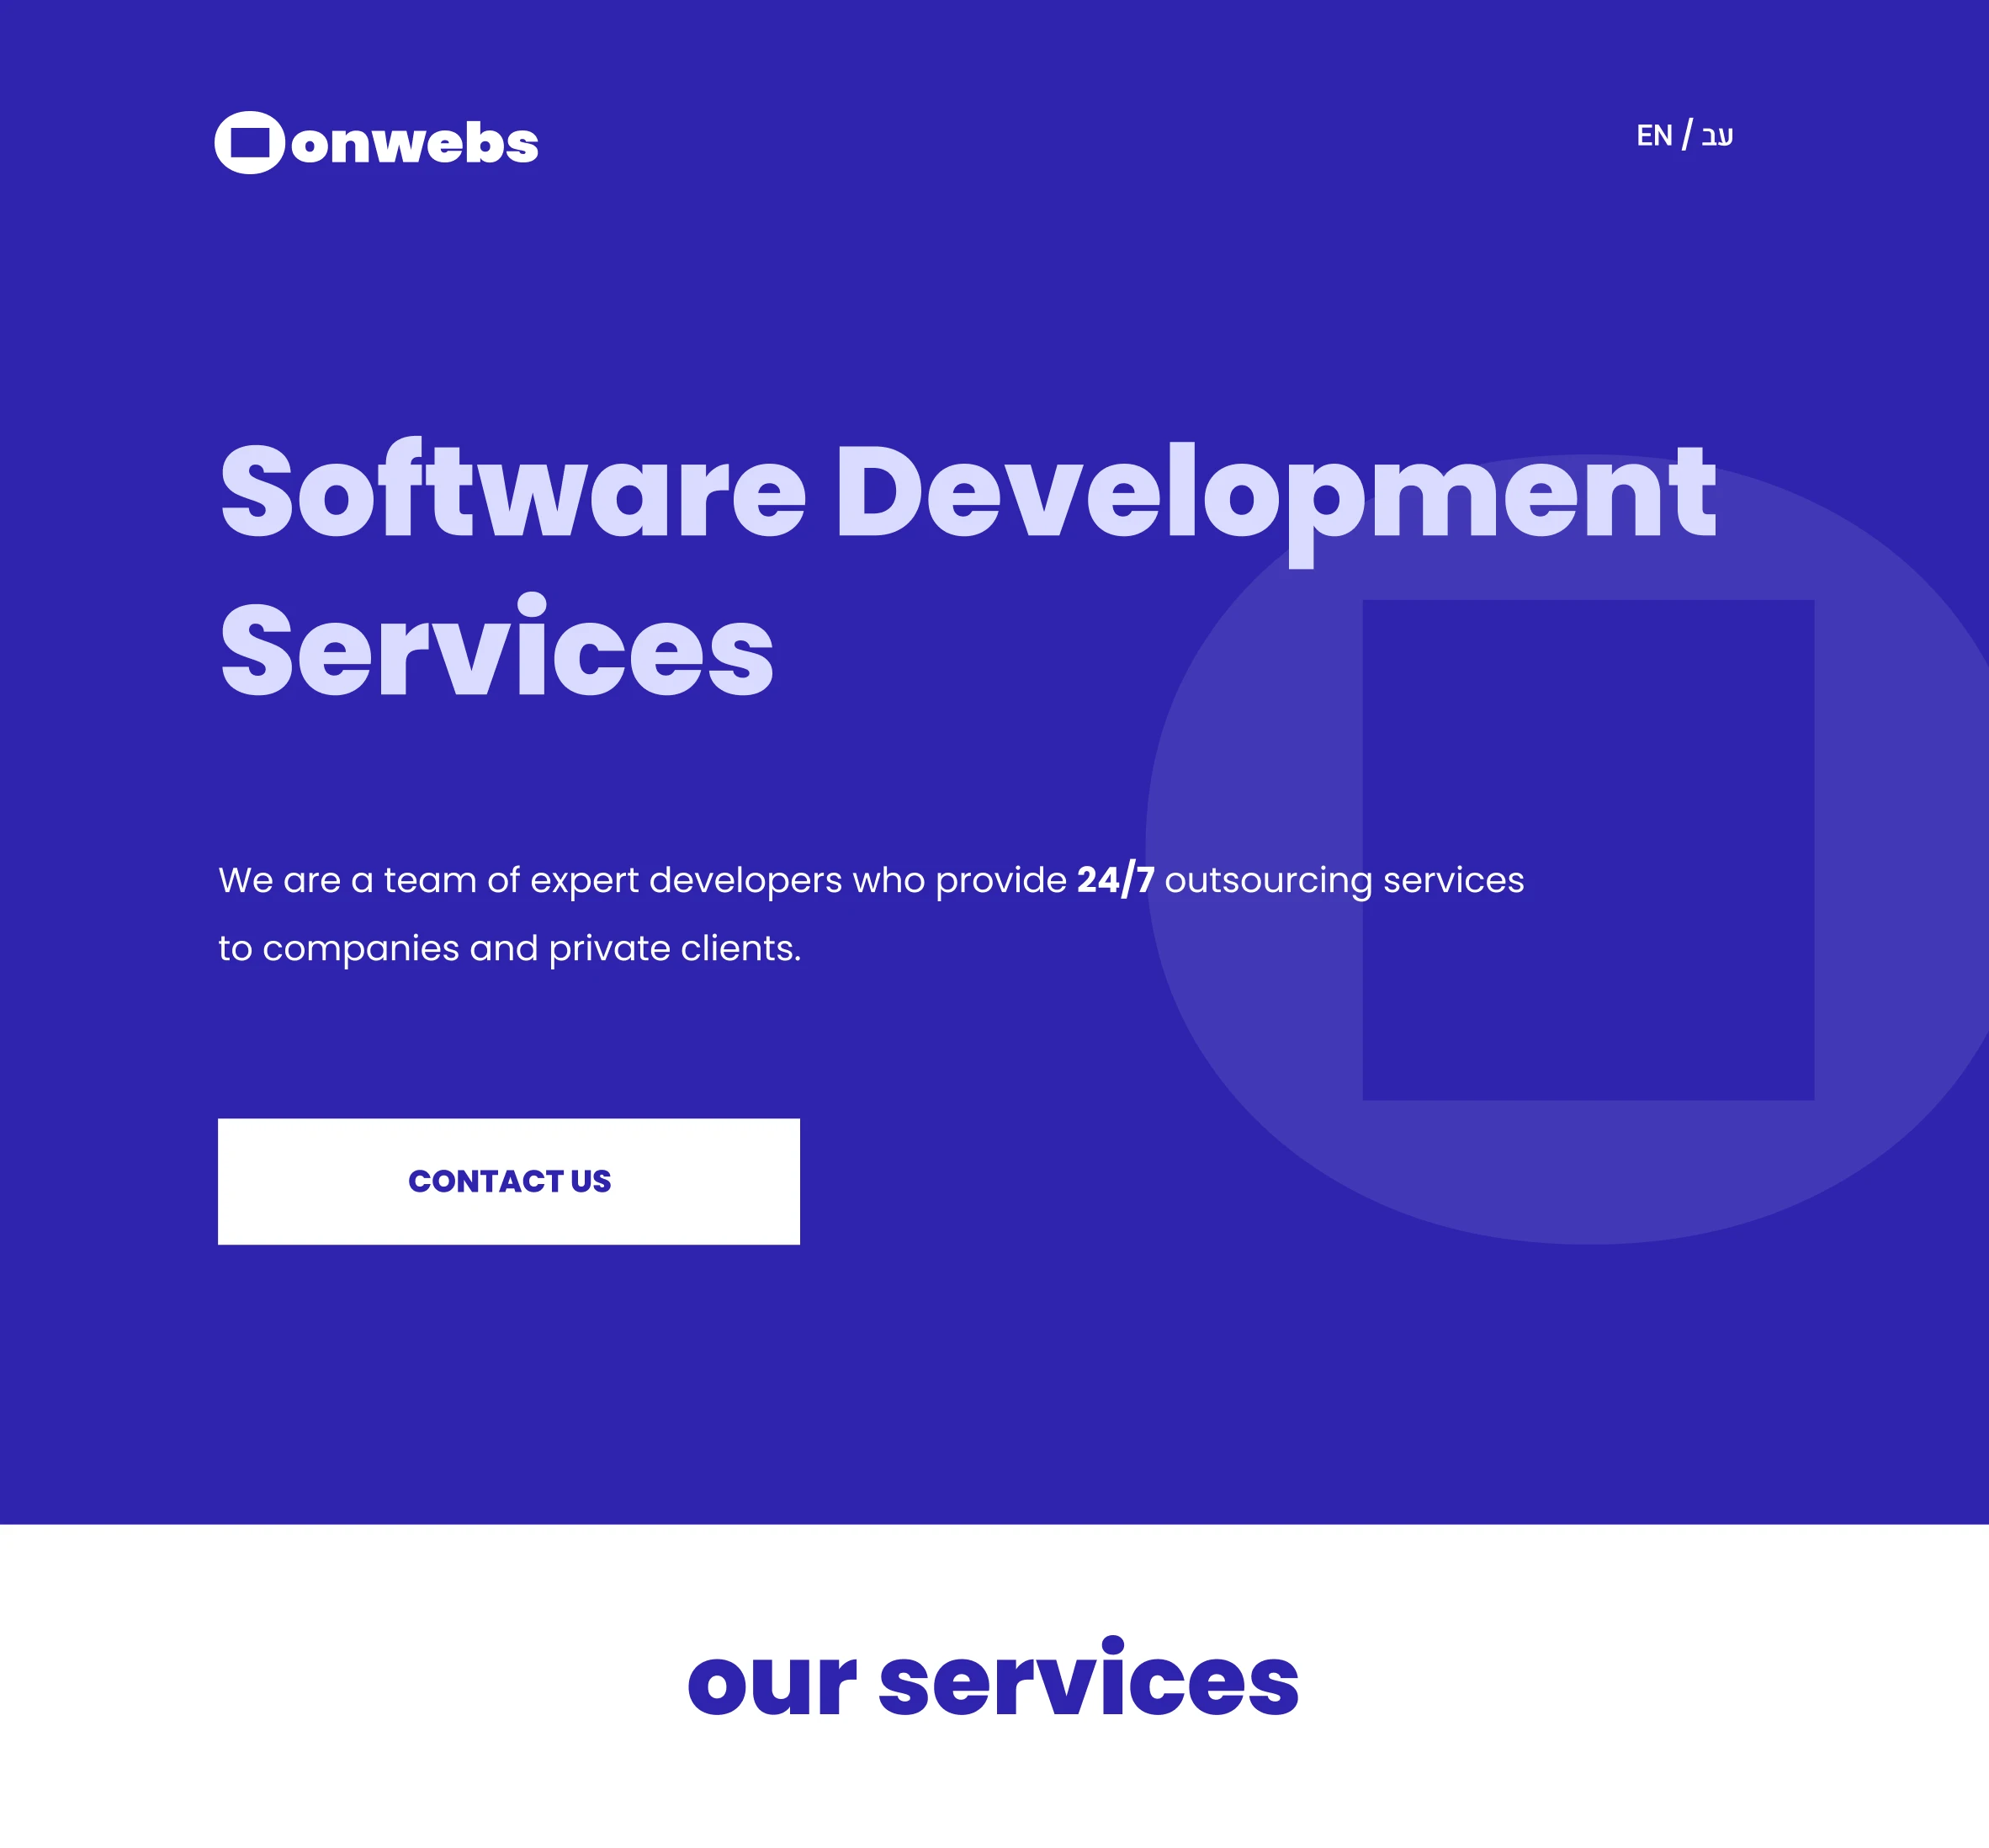 onwebs
EN / עב
Software Development
Services
We are a team of expert developers who provide 24/7 outsourcing services
to companies and private clients.
CONTACT US
our services